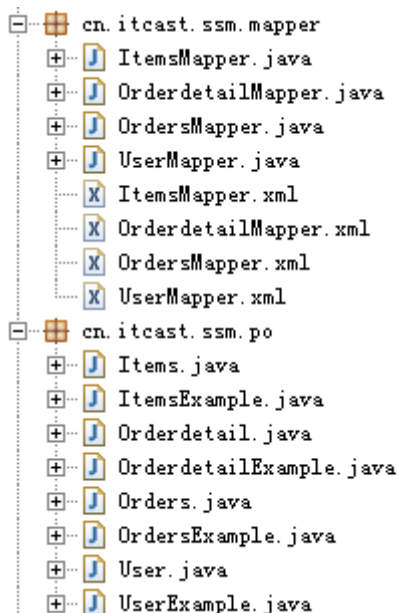 cn.itcast.ssm.mapper
ItemsMapper.java
OrderdetailMapper.java
OrdersMapper.java
UserMapper.java
ItemsMapper.xml
OrderdetailMapper.xml
OrdersMapper.xml
UserMapper.xml
cn.itcast.ssm.po
Items.java
ItemsExample.java
Orderdetail.java
OrderdetailExample.java
Orders.java
OrdersExample.java
User.java
UserExample.java